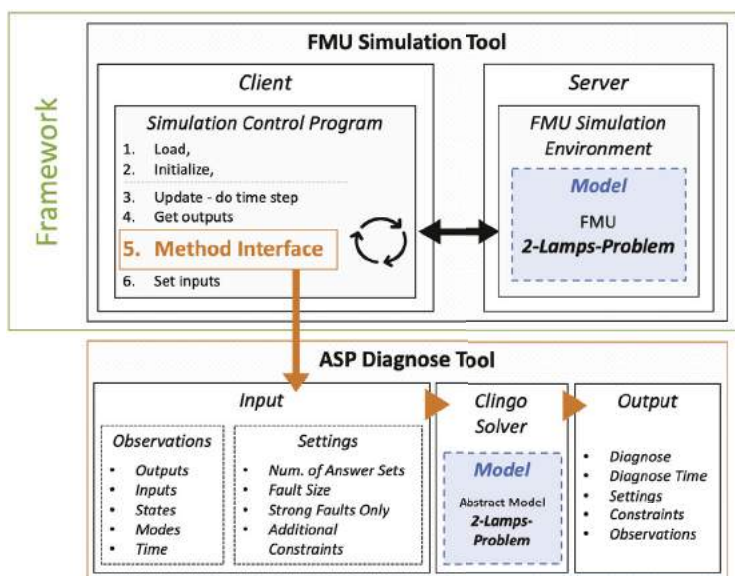 Framework
FMU Simulation Tool
Client
Simulation Control Program
1. Load,
2. Initialize,
3. Update - do time step
4. Get outputs
5. Method Interface
6. Set inputs
Server
FMU Simulation
Environment
Model
FMU
2-Lamps-Problem
ASP Diagnose Tool
Input
Observations
• Outputs
• Inputs
• States
• Modes
• Time
Settings
• Num. of Answer Sets
• Fault Size
• Strong Faults Only
• Additional
Constraints
Clingo
Solver
Model
Abstract Model
2-Lamps-
Problem
Output
• Diagnose
• Diagnose Time
• Settings
• Constraints
• Observations